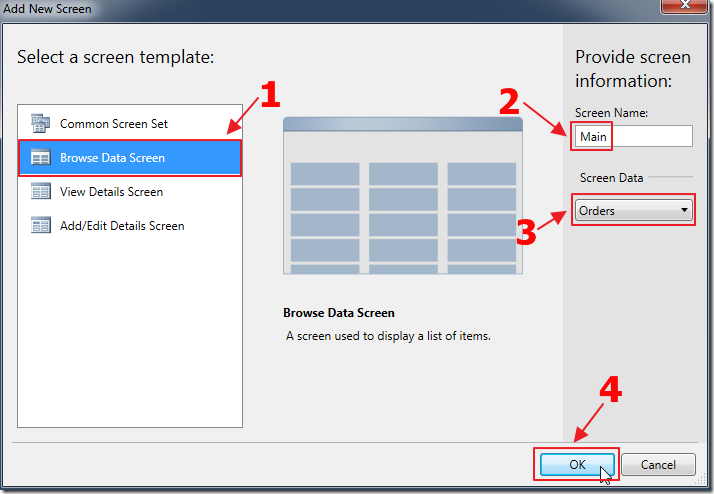 Add New Screen
Select a screen template:
Common Screen Set
Browse Data Screen
View Details Screen
Add/Edit Details Screen
1
Browse Data Screen
A screen used to display a list of items.
Provide screen
information:
2
Screen Name:
Main
Screen Data
3
Orders
4
OK
Cancel